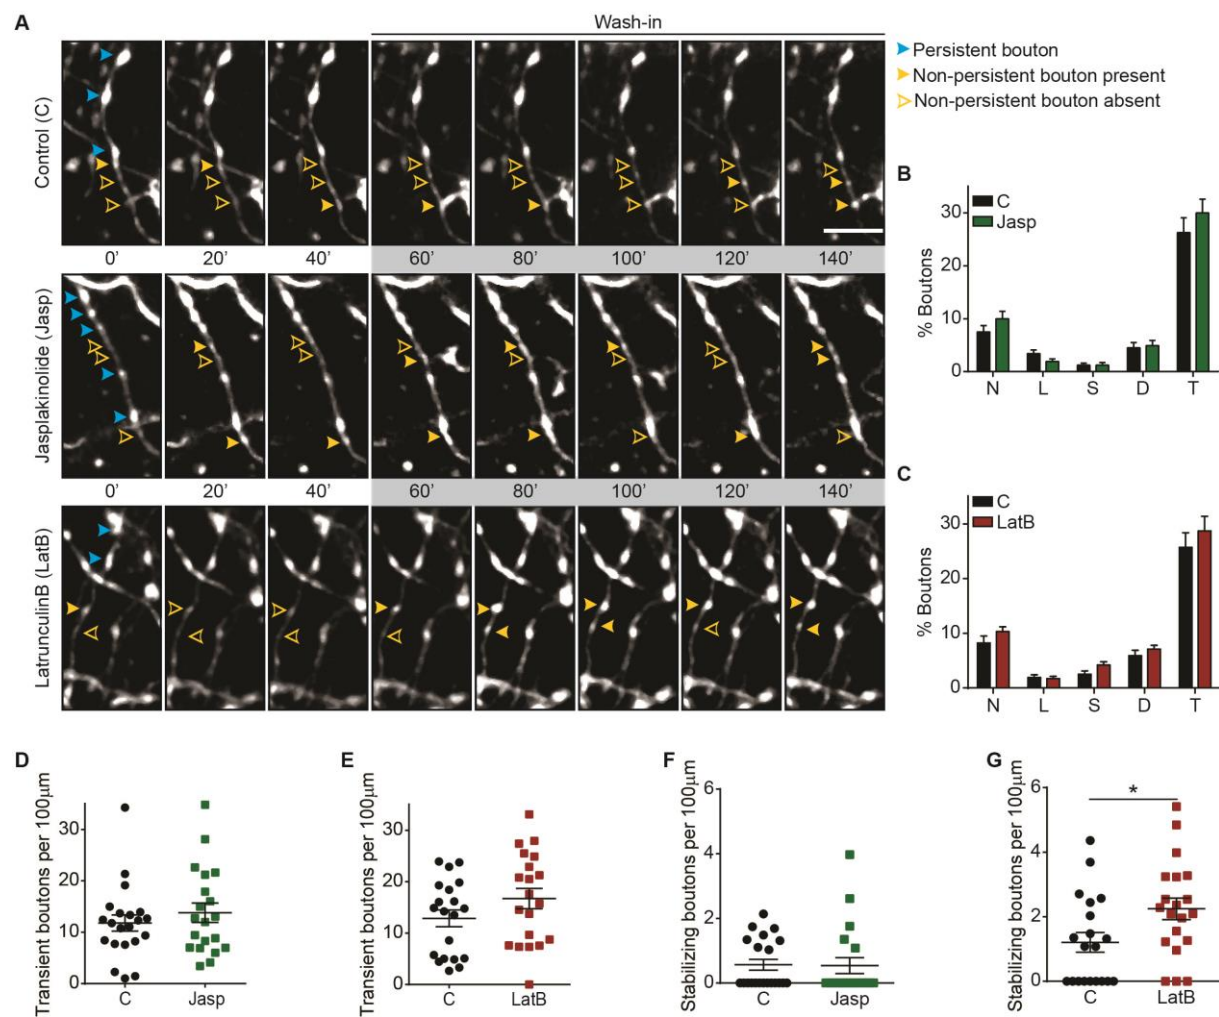 A
Wash-in
Control (C)
Persistent bouton
Non-persistent bouton present
Non-persistent bouton absent
0' 20' 40' 60' 80' 100' 120' 140'
Jasplakinolide (Jasp)
0' 20' 40' 60' 80' 100' 120' 140'
LatrunculinB (LatB)
B
% Boutons
30
20
10
0
C
Jasp
N L S D T
C
% Boutons
30
20
10
0
C
LatB
N L S D T
D
Transient boutons per 100μm
30
20
10
0
C Jasp
E
Transient boutons per 100μm
30
20
10
0
C LatB
F
Stabilizing boutons per 100μm
6
4
2
0
C Jasp
G
Stabilizing boutons per 100μm
6
4
2
0
*
C LatB